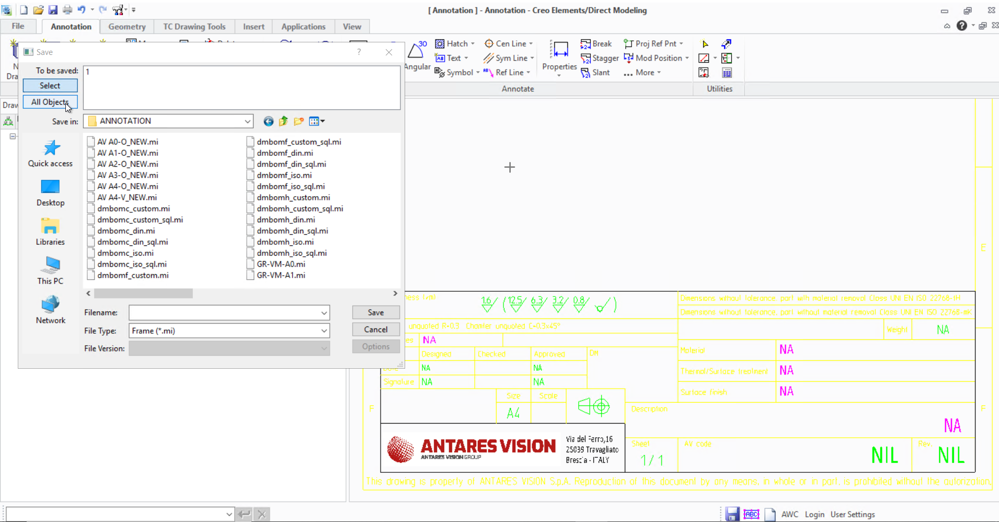 [ Annotation ] - Annotation - Creo Elements/Direct Modeling
File
Annotation
Geometry
TC Drawing Tools
Insert
Applications
View
Save
?
To be saved:
1
Select
All Objects
Save in:
ANNOTATION
Angular
30
Hatch
Text
Symbol
Cen Line
Sym Line
Ref Line
Properties
Break
Stagger
Slant
Proj Ref Pnt
Mod Position
... More
Annotate
Utilities
Quick access
Desktop
Libraries
This PC
Network
AV A0-O_NEW.mi
AV A1-O_NEW.mi
AV A2-O_NEW.mi
AV A3-O_NEW.mi
AV A4-O_NEW.mi
AV A4-V_NEW.mi
dmbomc_custom.mi
dmbomc_custom_sql.mi
dmbomc_din.mi
dmbomc_din_sql.mi
dmbomc_iso.mi
dmbomc_iso_sql.mi
dmbomf_custom.mi
dmbomf_custom_sql.mi
dmbomf_din.mi
dmbomf_din_sql.mi
dmbomf_iso.mi
dmbomf_iso_sql.mi
dmbomh_custom.mi
dmbomh_custom_sql.mi
dmbomh_din.mi
dmbomh_din_sql.mi
dmbomh_iso.mi
dmbomh_iso_sql.mi
GR-VM-A0.mi
GR-VM-A1.mi
Filename:
Save
File Type:
Frame (*.mi)
Cancel
File Version:
Options
E
1.6/ (12.5/ 6.3/ 3.2/ 0.8/ )
Dimensions without tolerance, part with material removal Class UNI EN ISO 22768-mH
Dimensions without tolerance, part without material removal Class UNI EN ISO 22768-mK
unquoted R=0.3 Chamfer unquoted C=0.3x45°
Weight
NA
NA
Designed
Checked
Approved
DM
NA
NA
Signature
NA
NA
Material
NA
Thermal/Surface treatment
NA
Surface finish
NA
Size
Scale
A4
F
F
Description
NA
ANTARES VISION
ANTARES VISION GROUP
Via del Ferro,16
25039 Travagliato
Brescia - ITALY
Sheet
1/1
AV code
NIL
Rev.
NIL
This drawing is property of ANTARES VISION S.p.A. Reproduction of this document by any means, in whole or in part, is prohibited without the autorization.
ABC
AWC
Login
User Settings